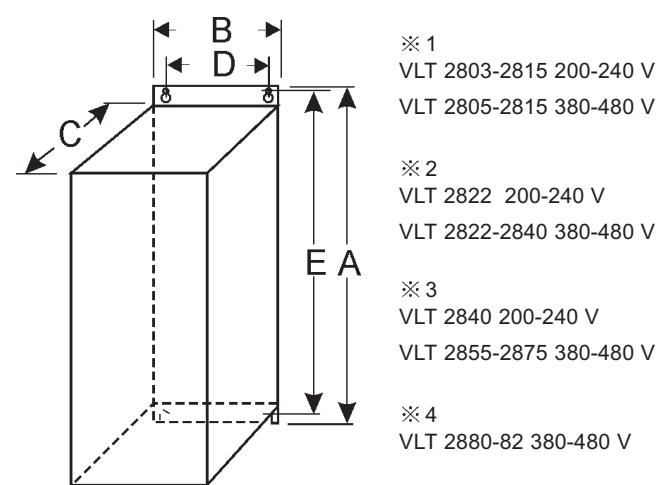 B
D
C
E A
※ 1
VLT 2803-2815 200-240 V
VLT 2805-2815 380-480 V
※ 2
VLT 2822 200-240 V
VLT 2822-2840 380-480 V
※ 3
VLT 2840 200-240 V
VLT 2855-2875 380-480 V
※ 4
VLT 2880-82 380-480 V